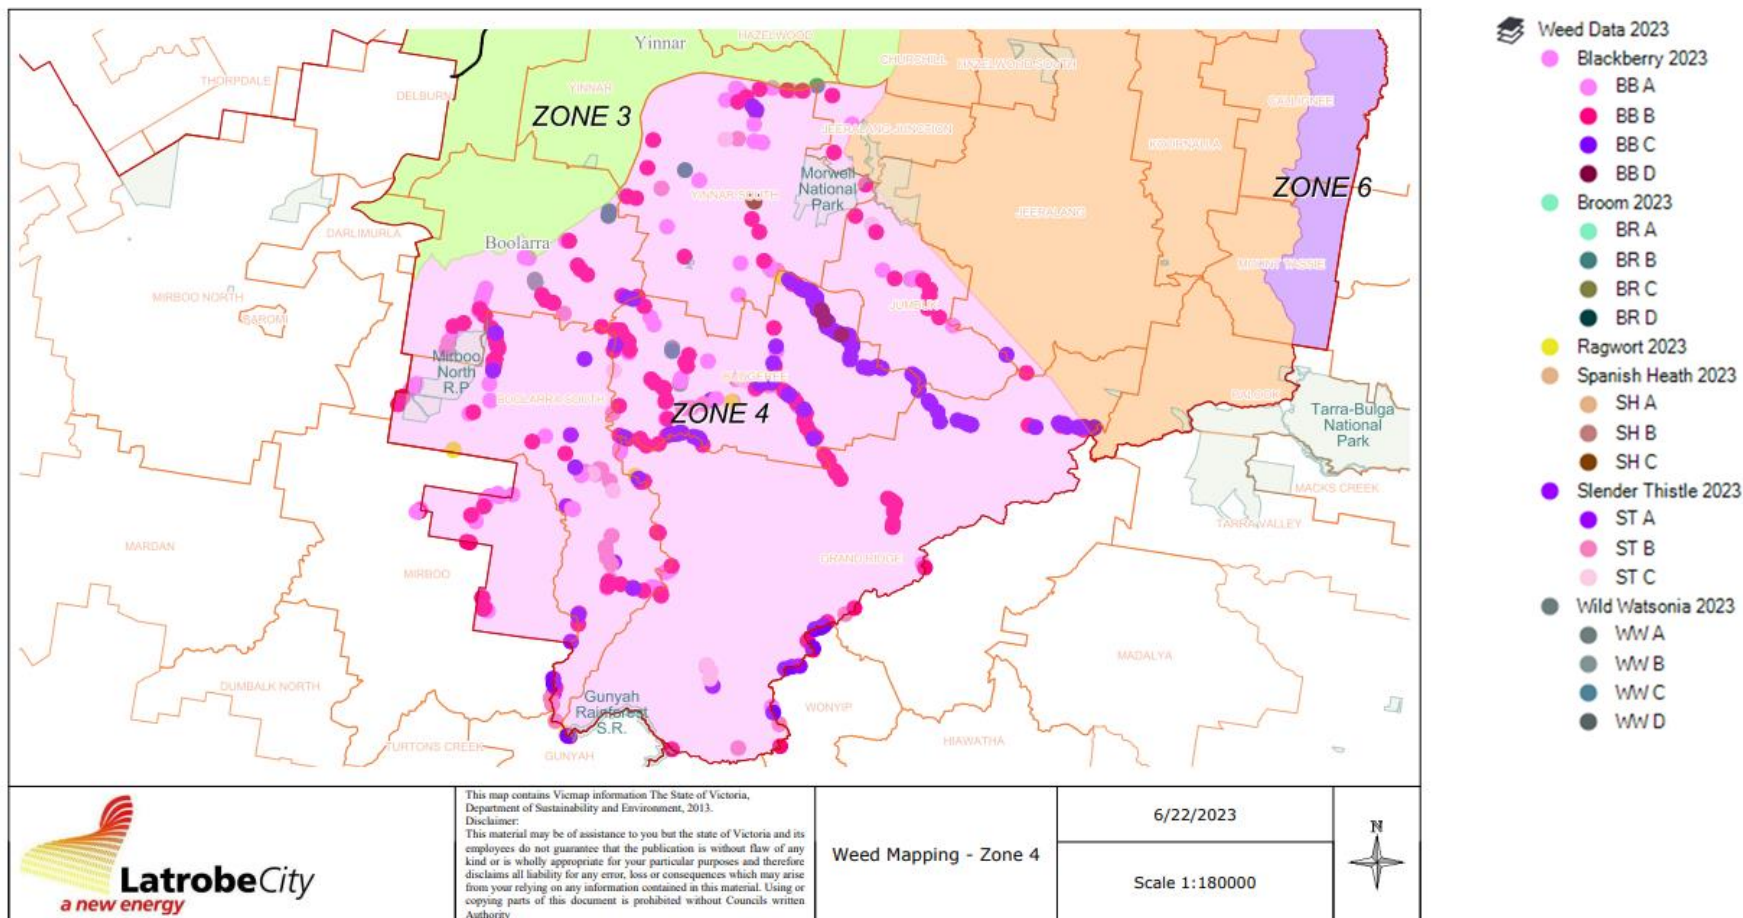 Yinnar
HAZELWOOD
CHURCHILL
HAZELWOOD SOUTH
THORPDALE
DELBURN
YINNAR
CALLIGNEE
ZONE 3
JEERALANG JUNCTION
KOORNALLA
Morwell
National
Park
YINNAR SOUTH
ZONE 6
JEERALANG
DARLIMURLA
Boolarra
MOUNT TASSIE
MIRBOO NORTH
BAROMI
JUMBUK
Mirboo
North
R.P
BOOLARRA SOUTH
ZONE 4
BALOOK
Tarra-Bulga
National
Park
MACKS CREEK
TARRA VALLEY
MARDAN
MIRBOO
GRAND RIDGE
MADALYA
DUMBALK NORTH
Gunyah
Rainforest
S.R.
WONYIP
HIAWATHA
TURTONS CREEK
GUNYAH
Weed Data 2023
Blackberry 2023
BB A
BB B
BB C
BB D
Broom 2023
BR A
BR B
BR C
BR D
Ragwort 2023
Spanish Heath 2023
SH A
SH B
SH C
Slender Thistle 2023
ST A
ST B
ST C
Wild Watsonia 2023
WW A
WW B
WW C
WW D
LatrobeCity
a new energy
This map contains Vicmap information The State of Victoria,
Department of Sustainability and Environment, 2013.
Disclaimer:
This material may be of assistance to you but the state of Victoria and its
employees do not guarantee that the publication is without flaw of any
kind or is wholly appropriate for your particular purposes and therefore
disclaims all liability for any error, loss or consequences which may arise
from your relying on any information contained in this material. Using or
copying parts of this document is prohibited without Councils written
Authority
Weed Mapping - Zone 4
6/22/2023
Scale 1:180000
N